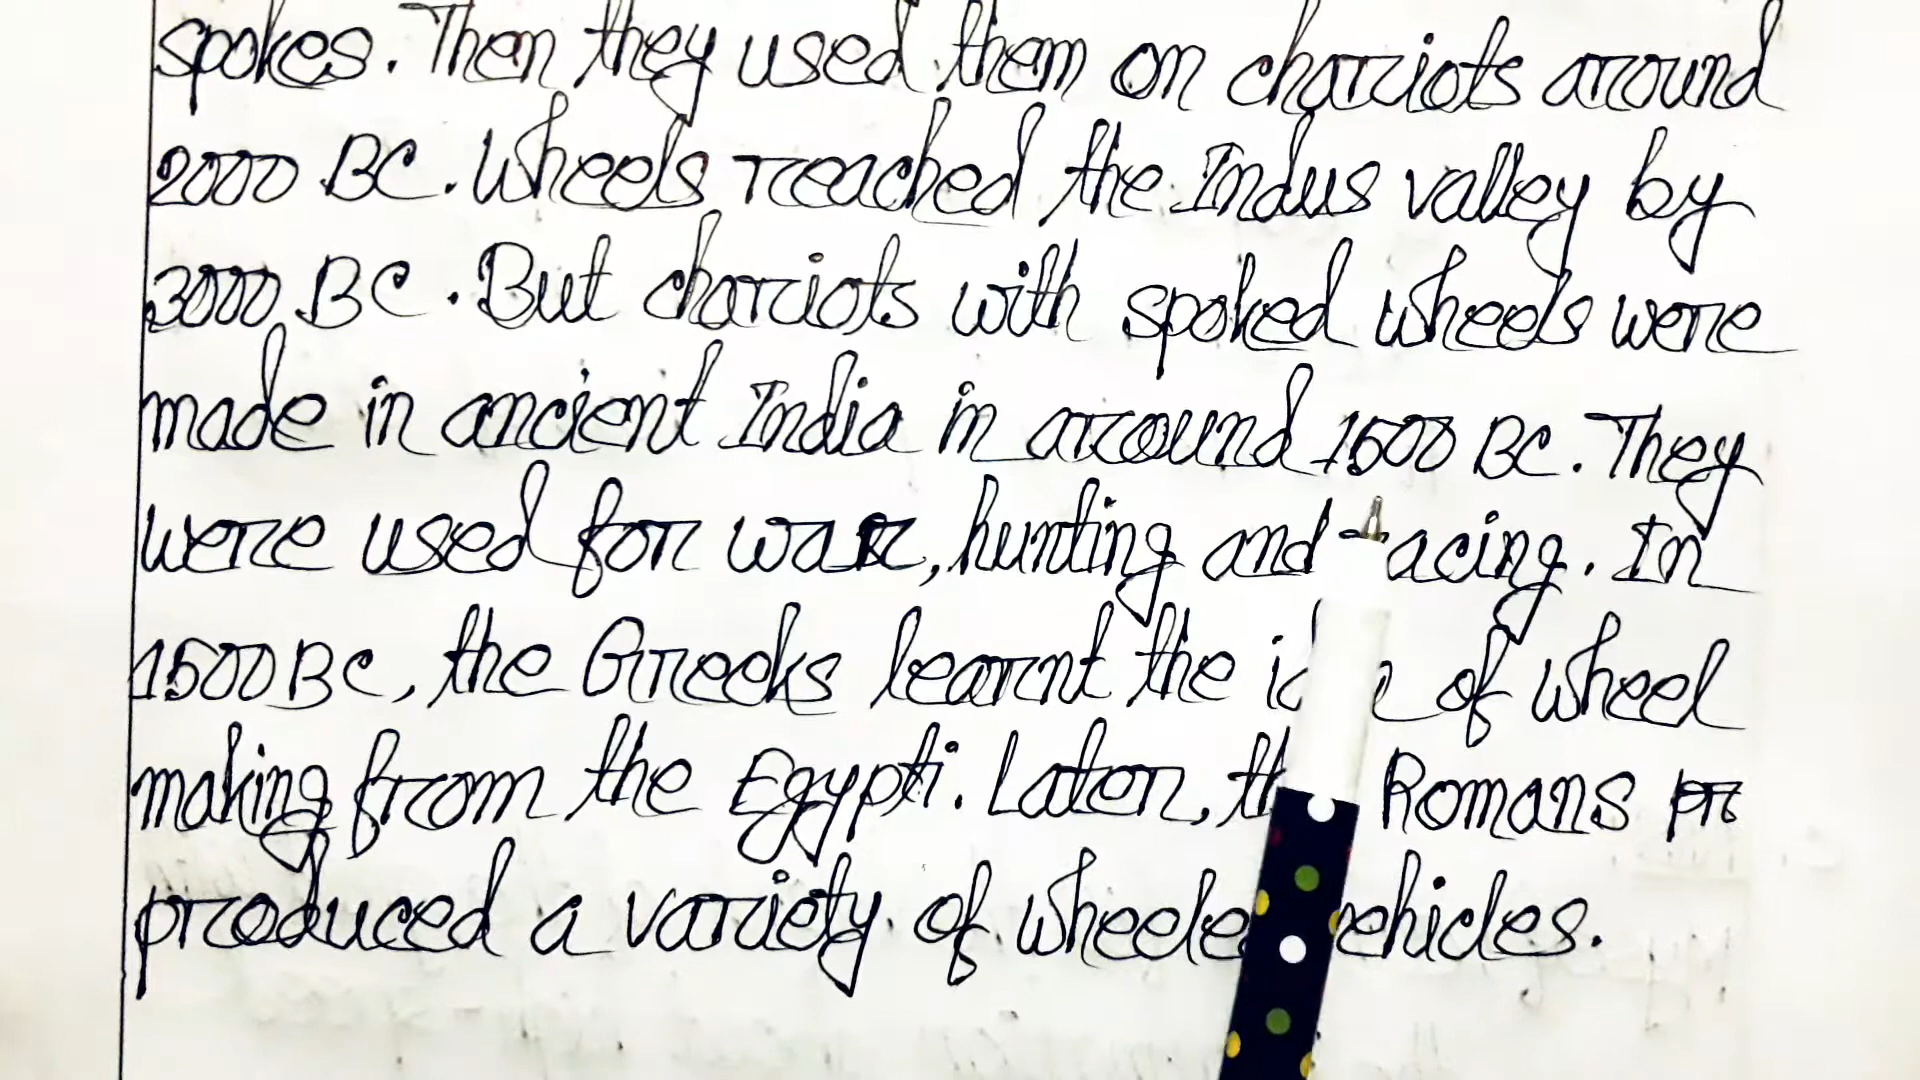 spokes. Then they used them on chariots around
2000 BC. Wheels reached the Indus valley by
3000 BC. But chariots with spoked wheels were
made in ancient India in around 1500 BC. They
were used for war, hunting and acing. In
1500 BC, the Greeks learnt the of wheel
making from the Egypti. Later, the Romans pr
produced a variety of wheele ehicles.